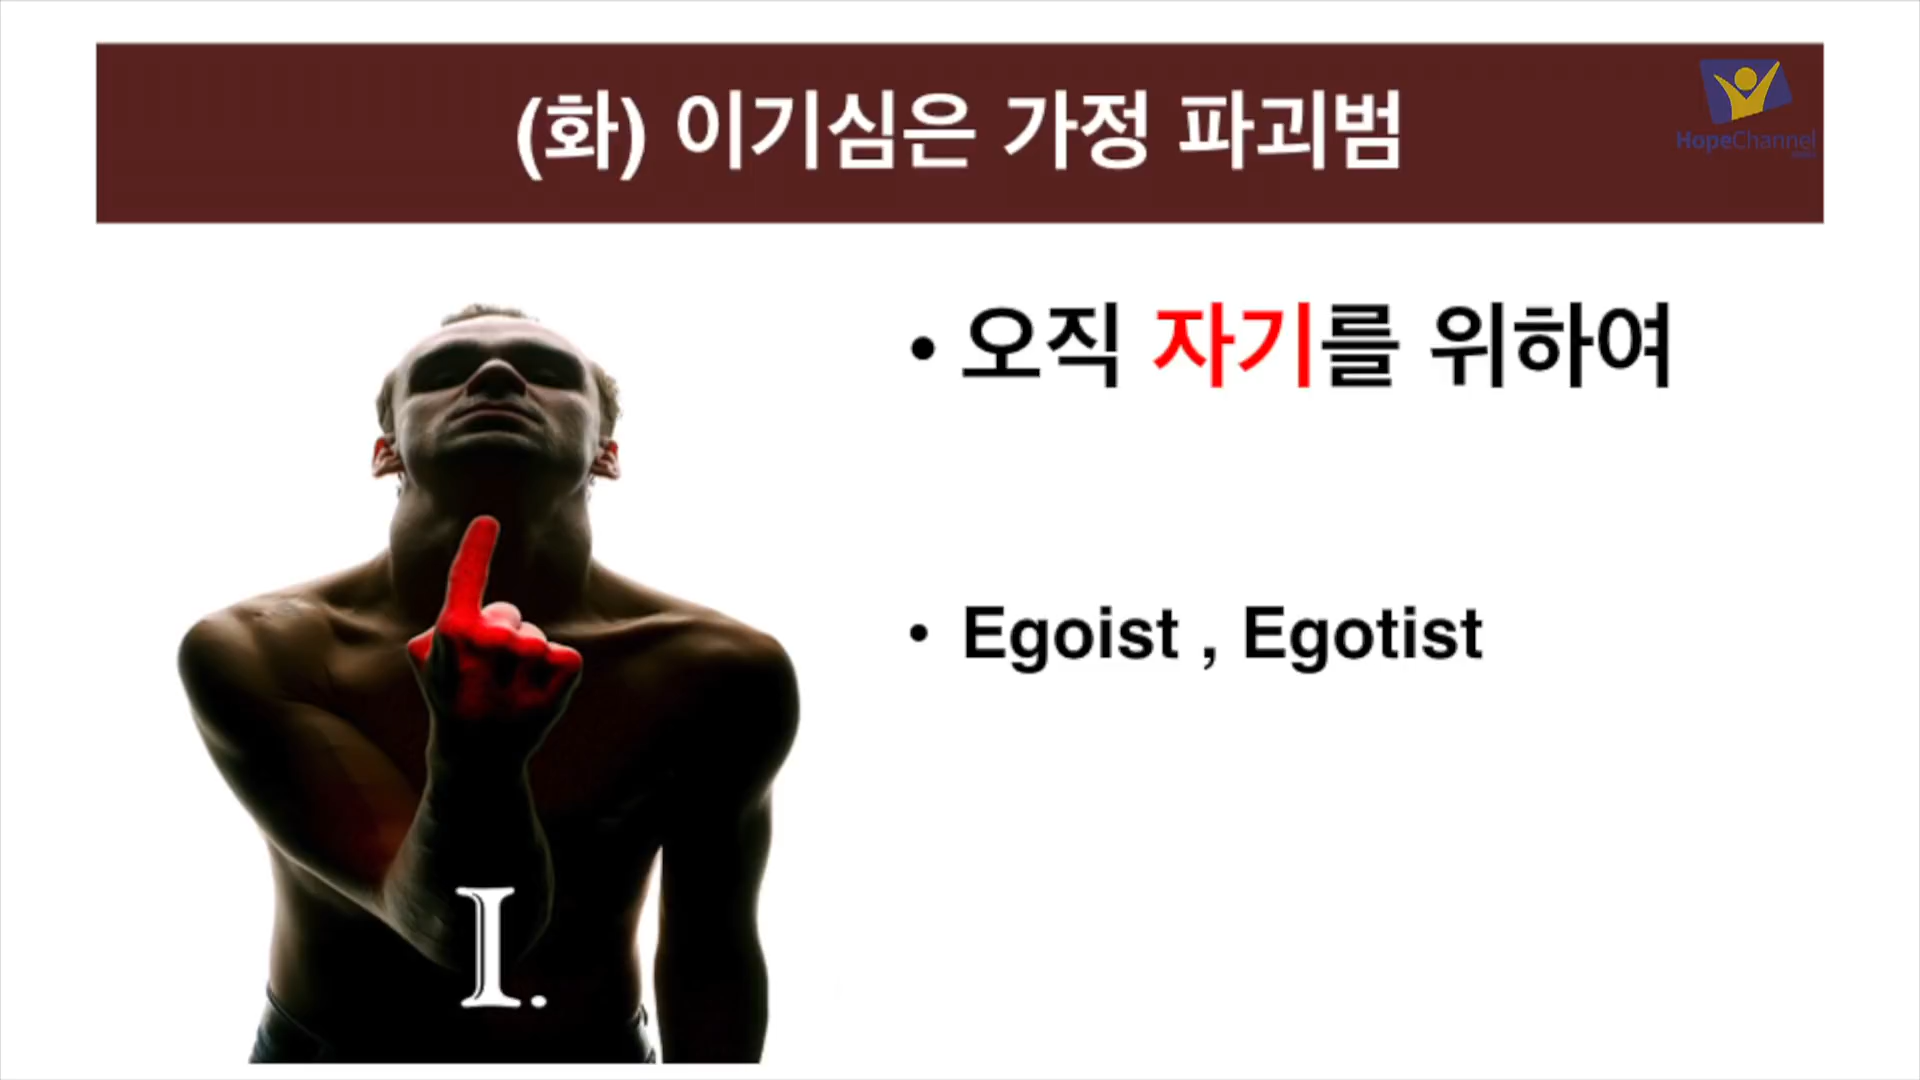 (화) 이기심은 가정 파괴범
HopeChannel
• 오직 자기를 위하여
• Egoist , Egotist
I.